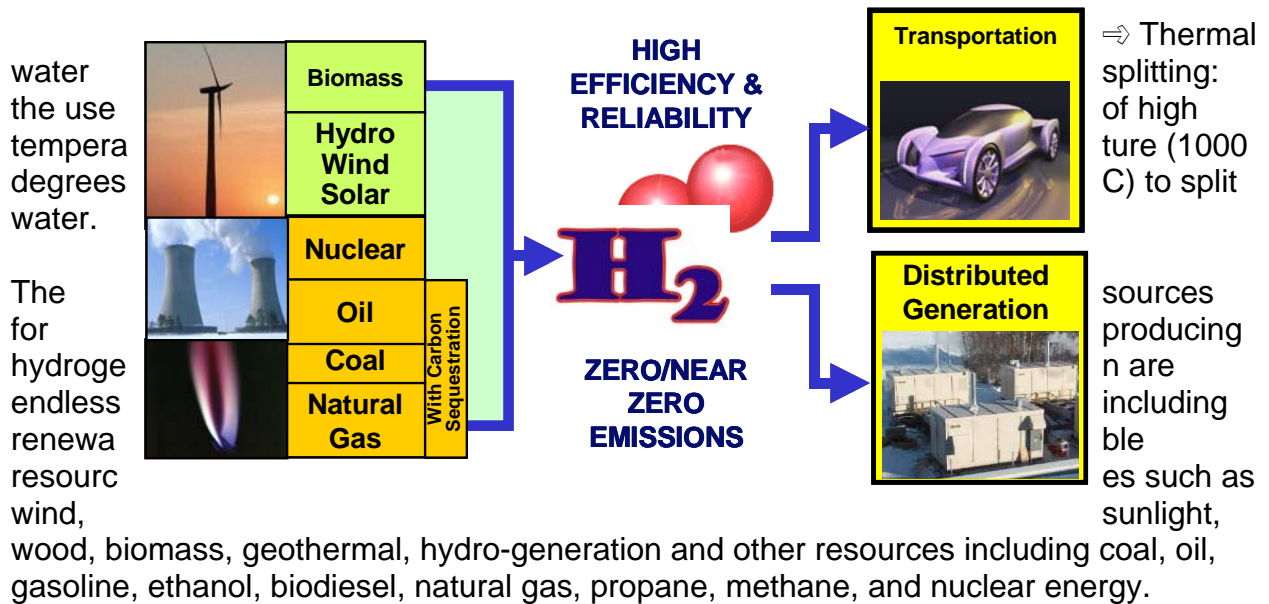 ⇨ Thermal
water splitting:
the use of high
tempera ture (1000
degrees C) to split
water.
Biomass
Hydro
Wind
Solar
Nuclear
Oil
Coal
Natural
Gas
With Carbon
Sequestration
HIGH
EFFICIENCY &
RELIABILITY
H2
ZERO/NEAR
ZERO
EMISSIONS
Transportation
Distributed
Generation
The sources
for producing
hydroge n are
endless including
renewa ble
resourc es such as
wind, sunlight,
wood, biomass, geothermal, hydro-generation and other resources including coal, oil,
gasoline, ethanol, biodiesel, natural gas, propane, methane, and nuclear energy.